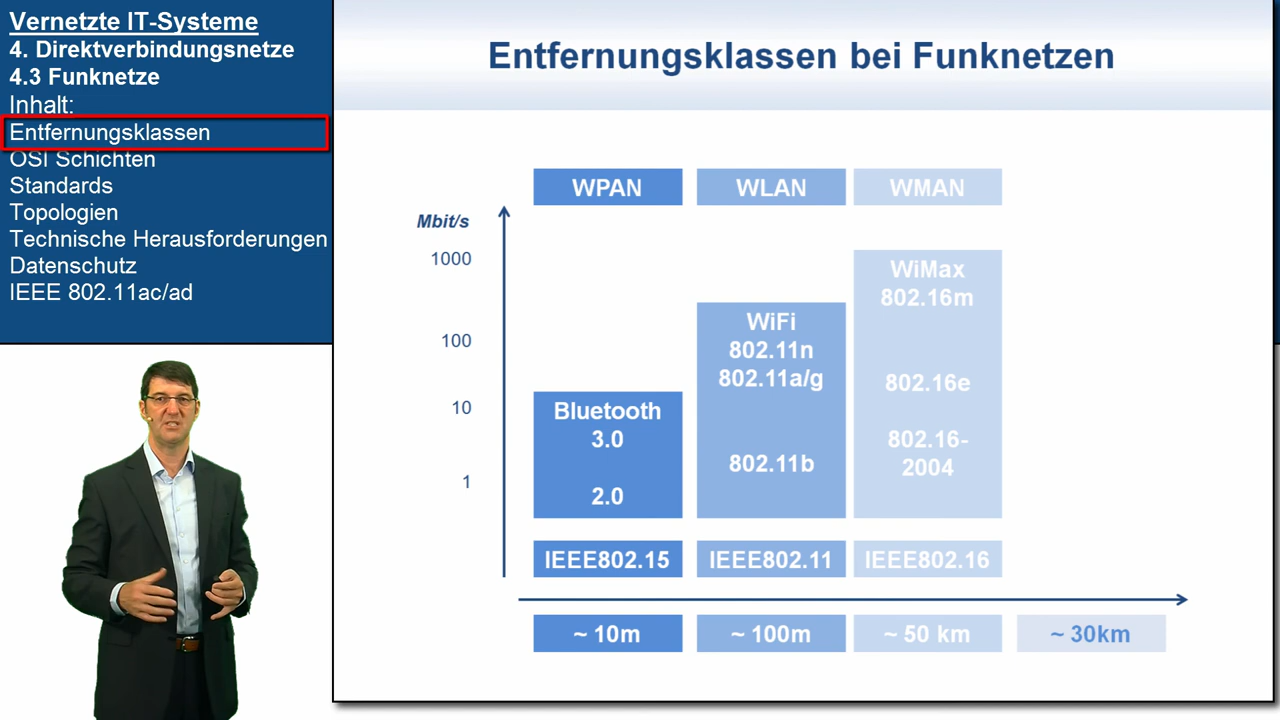 Vernetzte IT-Systeme
4. Direktverbindungsnetze
4.3 Funknetze
Inhalt:
Entfernungsklassen
OSI Schichten
Standards
Topologien
Technische Herausforderungen
Datenschutz
IEEE 802.11ac/ad
Entfernungsklassen bei Funknetzen
WPAN
WLAN
WMAN
Mbit/s
1000
100
10
1
Bluetooth
3.0
2.0
WiFi
802.11n
802.11a/g
802.11b
WiMax
802.16m
802.16e
802.16-
2004
IEEE802.15
IEEE802.11
IEEE802.16
~ 10m
~ 100m
~ 50 km
~ 30km